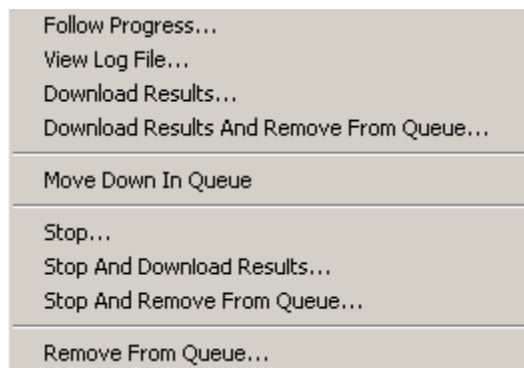 Follow Progress...
View Log File...
Download Results...
Download Results And Remove From Queue...
Move Down In Queue
Stop...
Stop And Download Results...
Stop And Remove From Queue...
Remove From Queue...